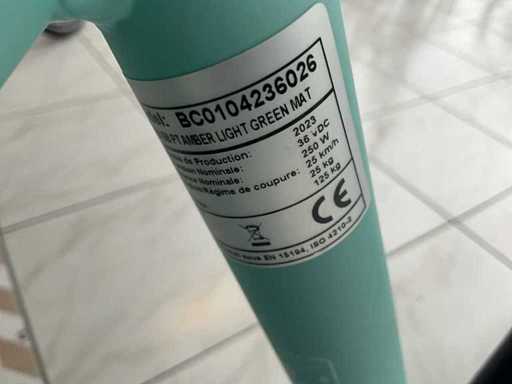 BC0104236026
AMBER LIGHT GREEN MAT
de Production: 2023
Nominale: 36 VDC
Nominale: 250 W
Régime de coupure: 25 km/h
25 kg
125 kg
CE
EN 15194, ISO 4210-2